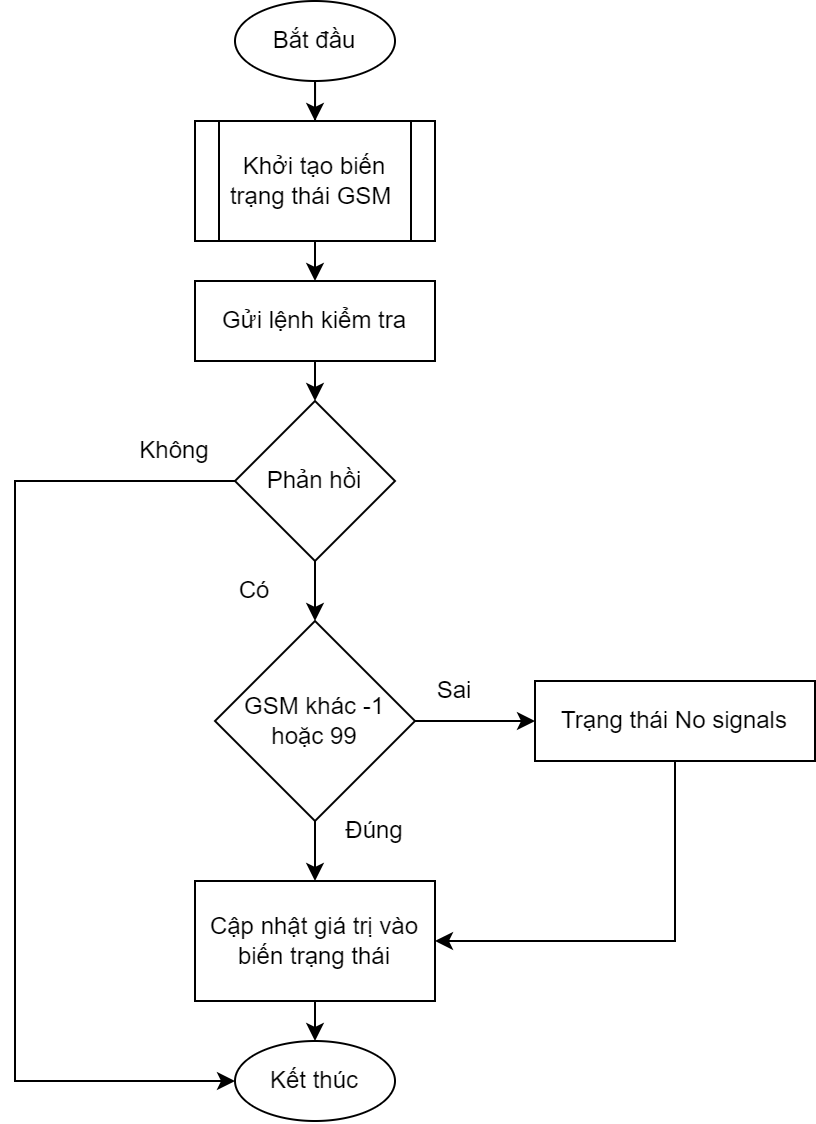 Bắt đầu
Khởi tạo biến
trạng thái GSM
Gửi lệnh kiểm tra
Không
Phản hồi
Có
GSM khác -1
hoặc 99
Sai
Trạng thái No signals
Đúng
Cập nhật giá trị vào
biến trạng thái
Kết thúc